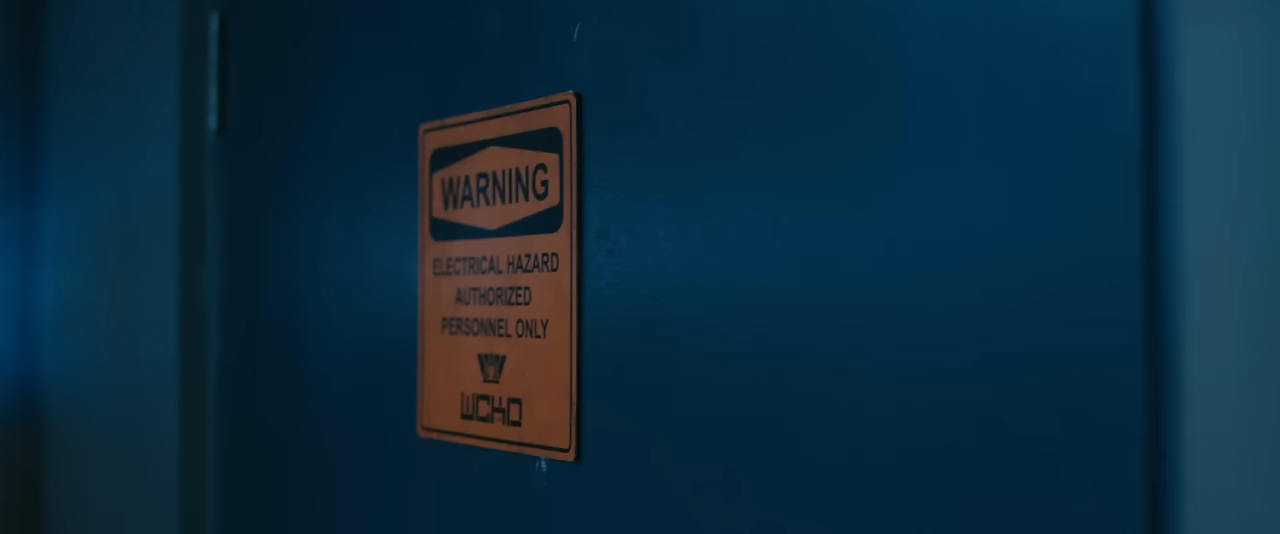 WARNING
ELECTRICAL HAZARD
AUTHORIZED
PERSONNEL ONLY
WCKD